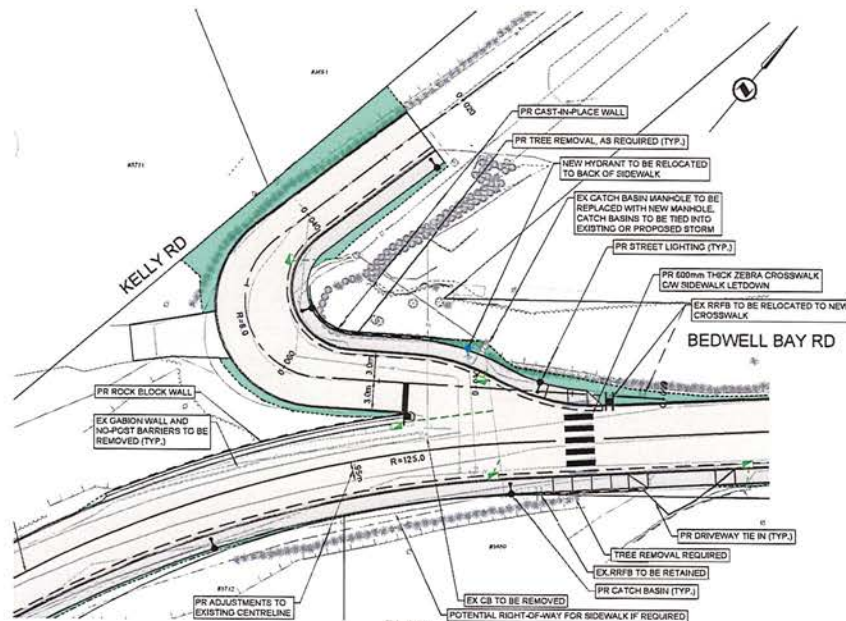 PR CAST-IN-PLACE WALL
PR TREE REMOVAL, AS REQUIRED (TYP.)
NEW HYDRANT TO BE RELOCATED
TO BACK OF SIDEWALK
EX CATCH BASIN MANHOLE TO BE
REPLACED WITH NEW MANHOLE.
CATCH BASINS TO BE TIED INTO
EXISTING OR PROPOSED STORM
PR STREET LIGHTING (TYP.)
PR 600mm THICK ZEBRA CROSSWALK
C/W SIDEWALK LETDOWN
EX RRFB TO BE RELOCATED TO NEW
CROSSWALK
BEDWELL BAY RD
KELLY RD
0+020
0+040
0+060
R=8.0
3.0m
3.0m
PR ROCK BLOCK WALL
EX GABION WALL AND
NO-POST BARRIERS TO BE
REMOVED (TYP.)
R=125.0
PR DRIVEWAY TIE IN (TYP.)
TREE REMOVAL REQUIRED
EX.RRFB TO BE RETAINED
PR CATCH BASIN (TYP.)
EX CB TO BE REMOVED
PR ADJUSTMENTS TO
EXISTING CENTRELINE
POTENTIAL RIGHT-OF-WAY FOR SIDEWALK IF REQUIRED